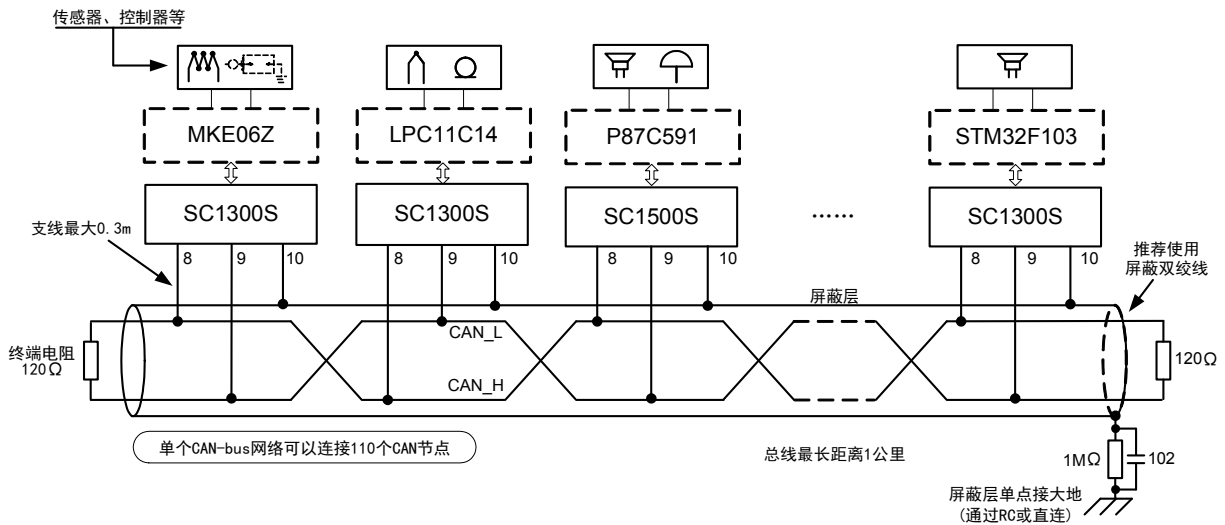 传感器、控制器等
MKE06Z
LPC11C14
P87C591
STM32F103
SC1300S
SC1300S
SC1500S
……
SC1300S
支线最大0.3m
8 9 10
8 9 10
8 9 10
8 9 10
推荐使用
屏蔽双绞线
屏蔽层
CAN_L
终端电阻
120Ω
120Ω
CAN_H
单个CAN-bus网络可以连接110个CAN节点
总线最长距离1公里
1MΩ
102
屏蔽层单点接大地
(通过RC或直连)